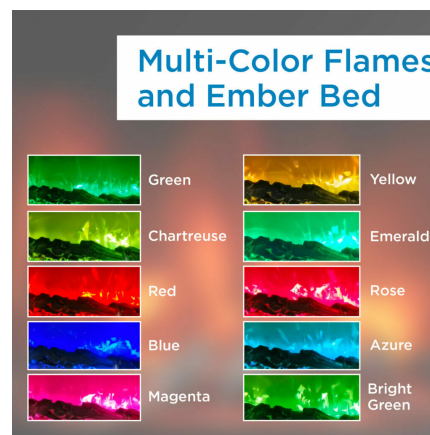 Multi-Color Flames
and Ember Bed
Green
Yellow
Chartreuse
Emerald
Red
Rose
Blue
Azure
Magenta
Bright
Green